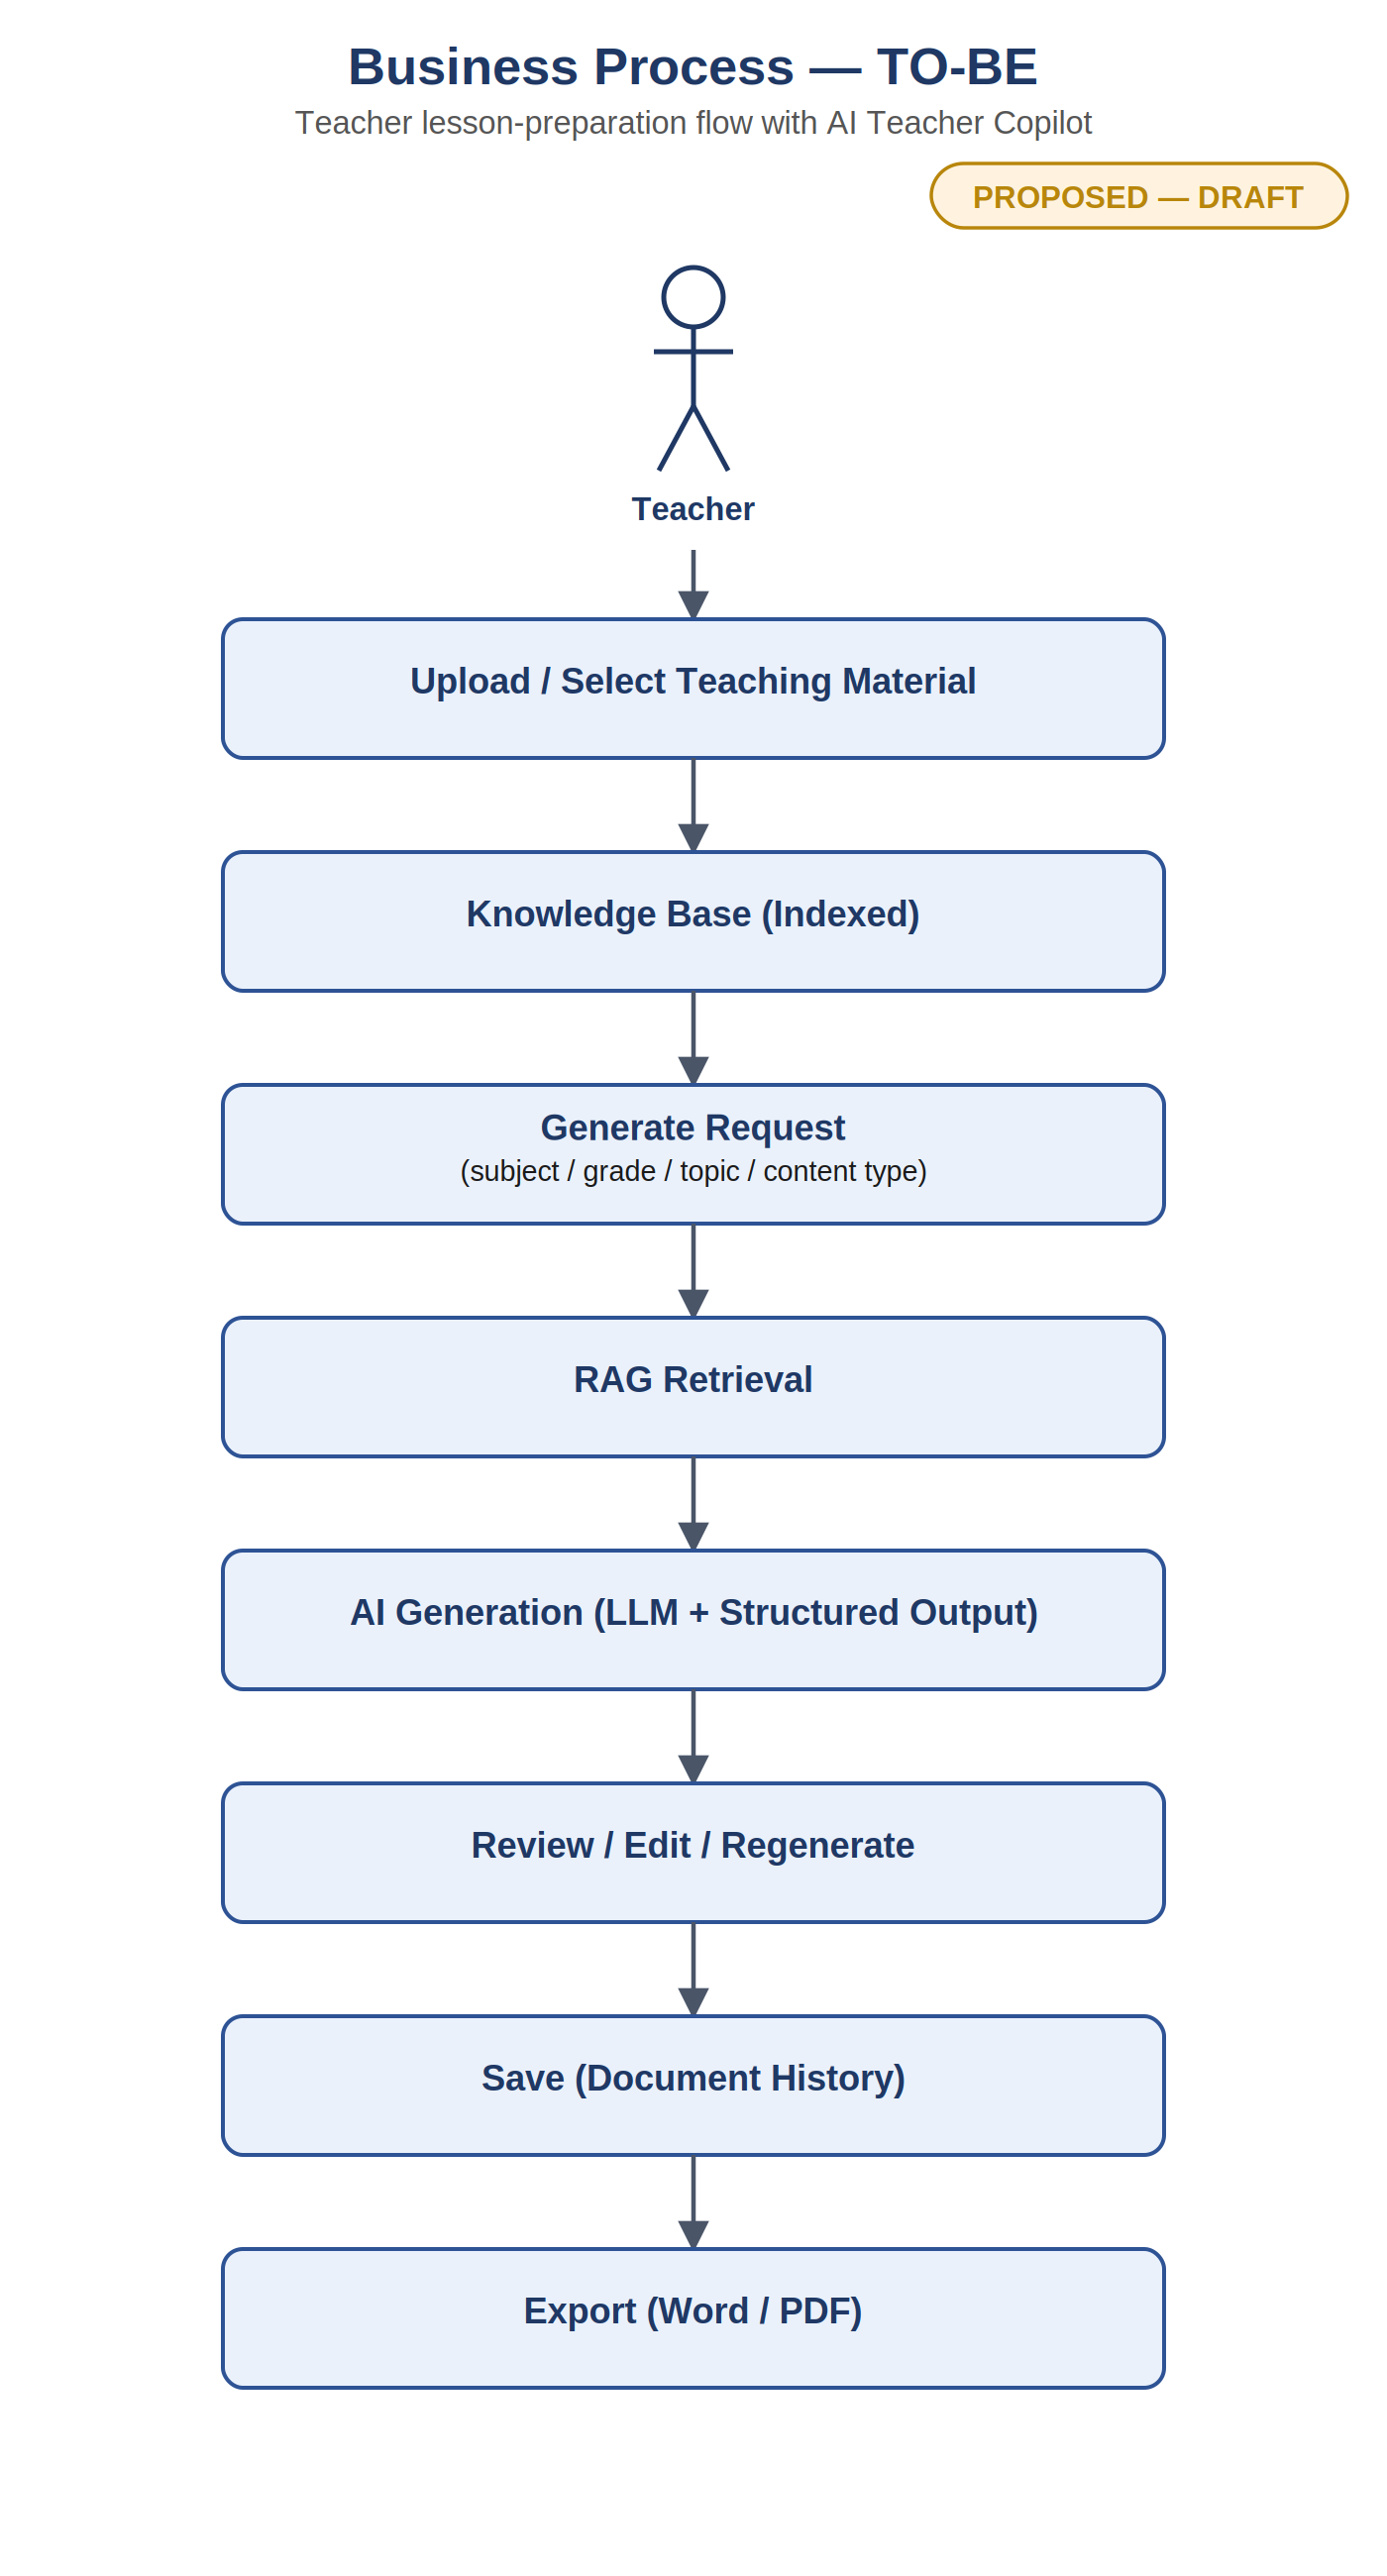 Business Process — TO-BE
Teacher lesson-preparation flow with AI Teacher Copilot
PROPOSED — DRAFT
Teacher
Upload / Select Teaching Material
Knowledge Base (Indexed)
Generate Request
(subject / grade / topic / content type)
RAG Retrieval
AI Generation (LLM + Structured Output)
Review / Edit / Regenerate
Save (Document History)
Export (Word / PDF)